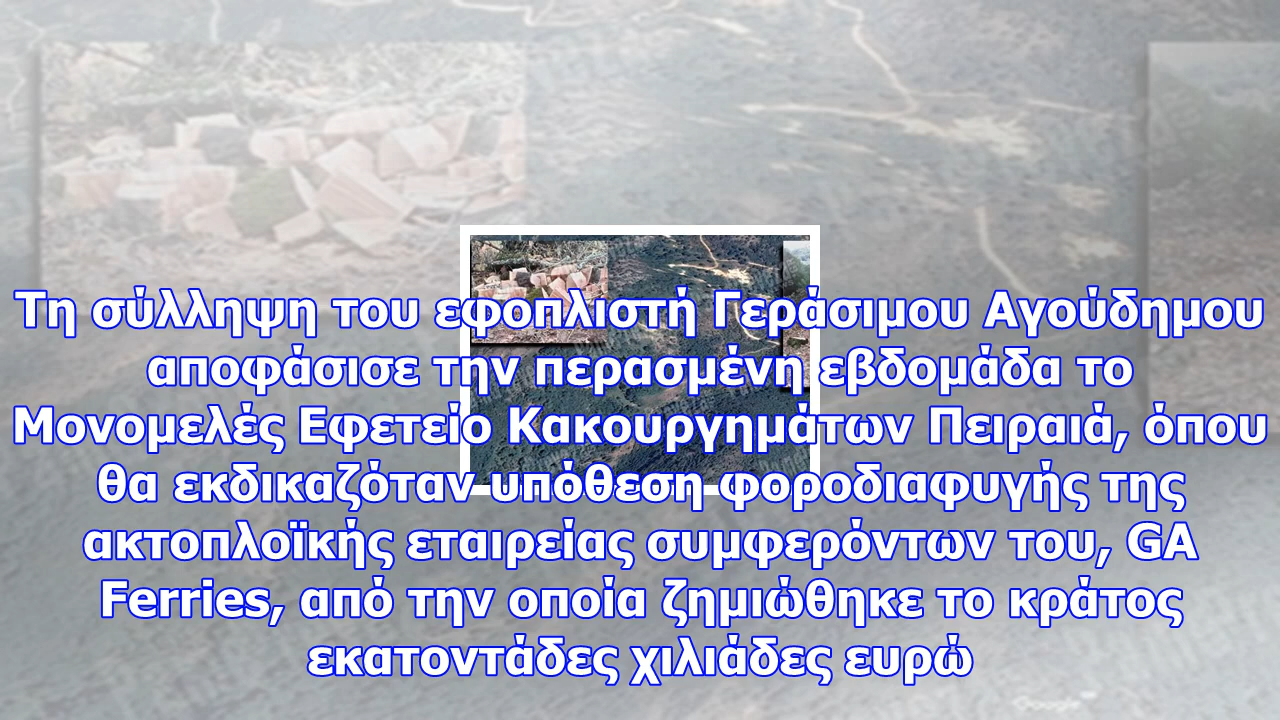 Τη σύλληψη του εφοπλιστή Γεράσιμου Αγούδημου
αποφάσισε την περασμένη εβδομάδα το
Μονομελές Εφετείο Κακουργημάτων Πειραιά, όπου
θα εκδικαζόταν υπόθεση φοροδιαφυγής της
ακτοπλοϊκής εταιρείας συμφερόντων του, GA
Ferries, από την οποία ζημιώθηκε το κράτος
εκατοντάδες χιλιάδες ευρώ
Google